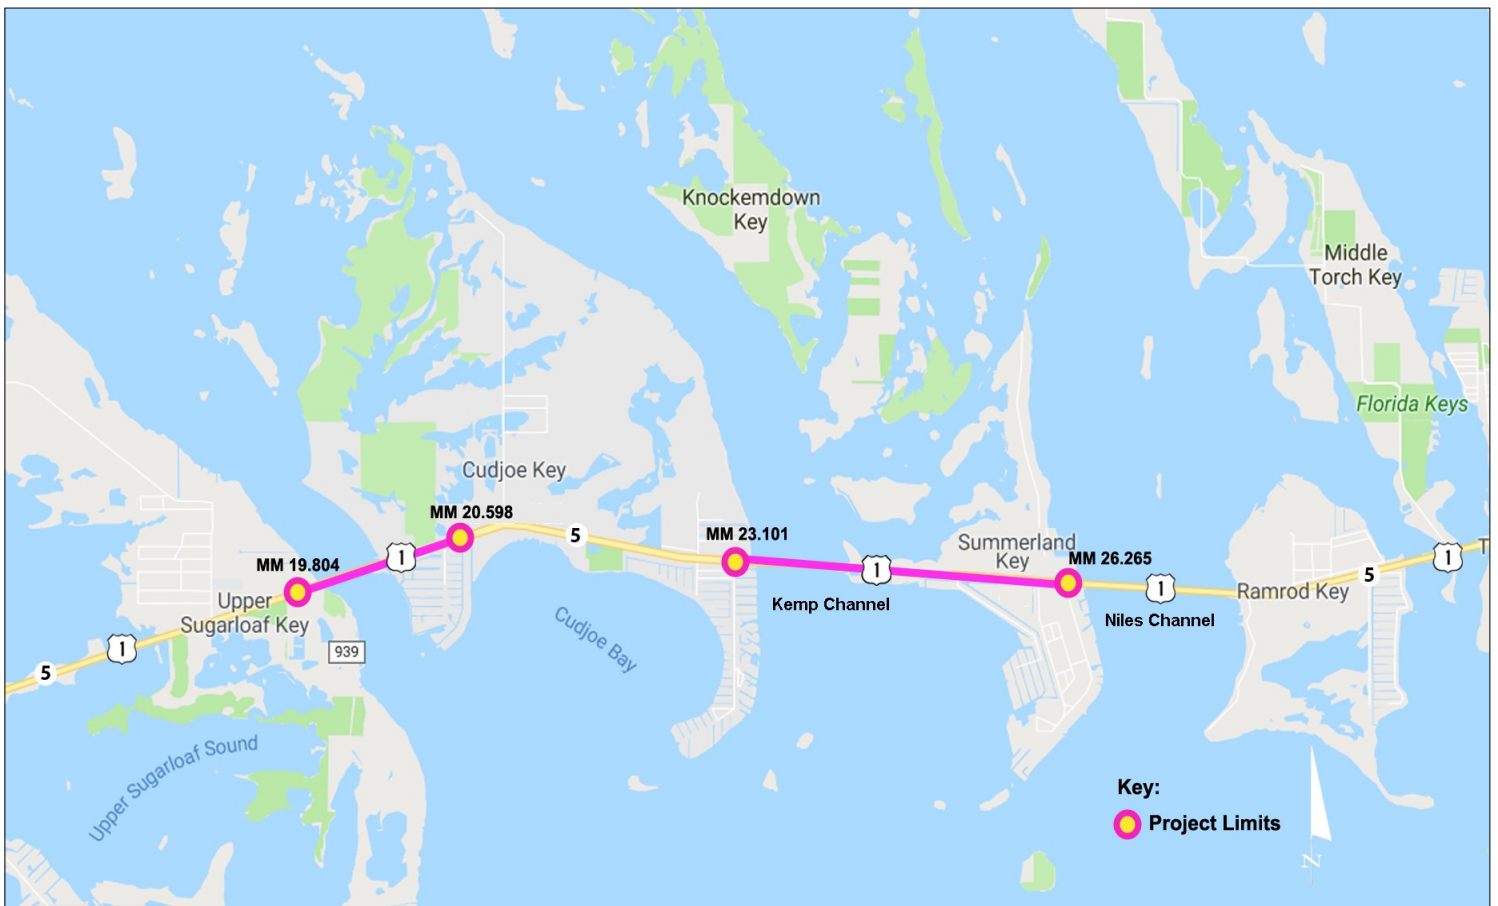 Knockemdown
Key
Middle
Torch Key
Florida Keys
Cudjoe Key
MM 20.598
5
MM 23.101
1
MM 19.804
1
Summerland
Key
MM 26.265
1
1
5
T
Upper
Sugarloaf Key
Kemp Channel
Niles Channel
Ramrod Key
1
939
Cudjoe Bay
5
Upper Sugarloaf Sound
Key:
Project Limits
N